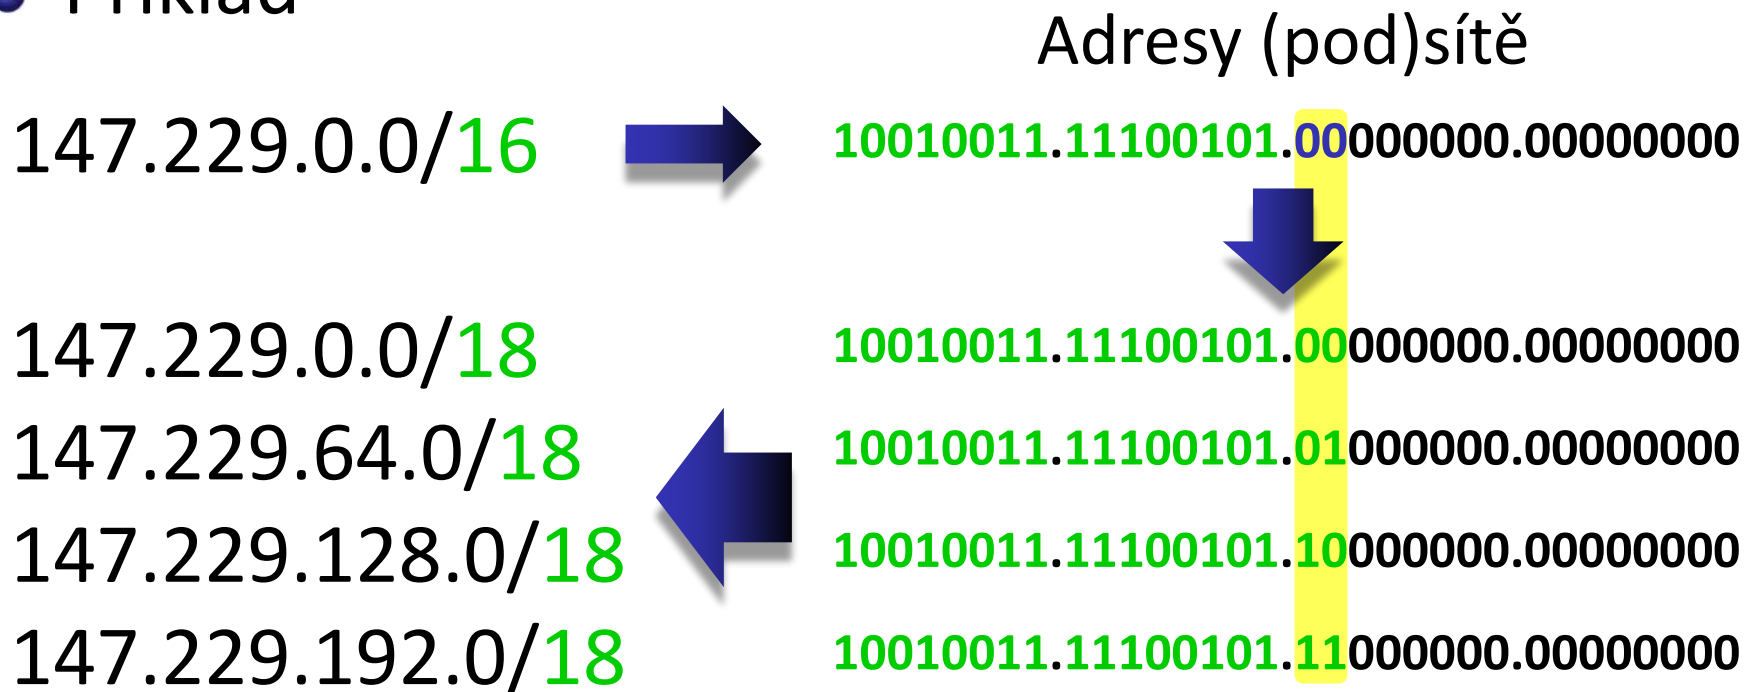 Příklad
Adresy (pod)sítě
147.229.0.0/16 10010011.11100101.00000000.00000000
147.229.0.0/18 10010011.11100101.00000000.00000000
147.229.64.0/18 10010011.11100101.01000000.00000000
147.229.128.0/18 10010011.11100101.10000000.00000000
147.229.192.0/18 10010011.11100101.11000000.00000000